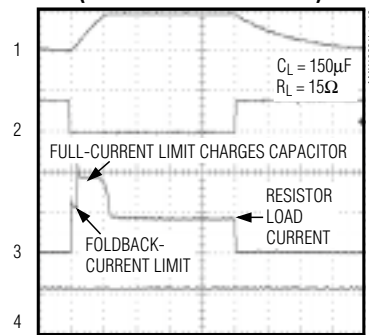 1
C_L = 150µF
R_L = 15Ω
2
FULL-CURRENT LIMIT CHARGES CAPACITOR
RESISTOR
LOAD
CURRENT
FOLDBACK-
CURRENT LIMIT
3
4